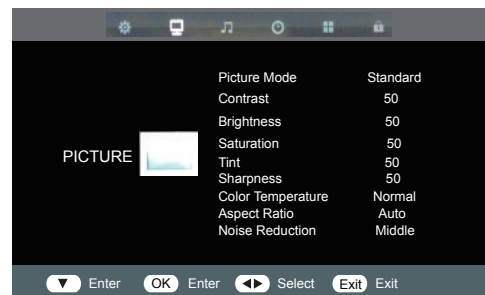 Picture Mode Standard
Contrast 50
Brightness 50
Saturation 50
PICTURE
Tint 50
Sharpness 50
Color Temperature Normal
Aspect Ratio Auto
Noise Reduction Middle
Enter OK Enter Select Exit Exit